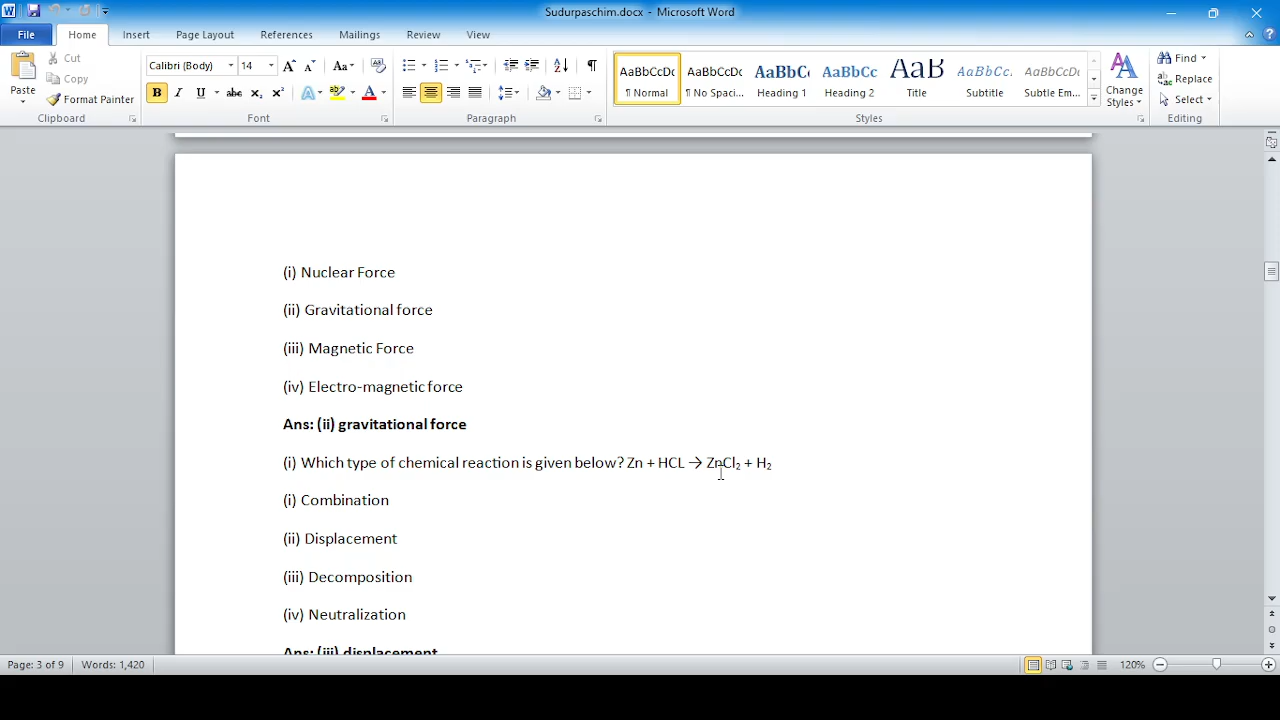 Sudurpaschim.docx - Microsoft Word
File Home Insert Page Layout References Mailings Review View
Paste Cut Copy Format Painter
Calibri (Body) 14
AaBbCcDc AaBbCcDc AaBbCc AaBbCc AaB AaBbCc. AaBbCcDc
¶ Normal ¶ No Spaci... Heading 1 Heading 2 Title Subtitle Subtle Em...
Change Styles
Find Replace Select
Clipboard Font Paragraph Styles Editing
(i) Nuclear Force
(ii) Gravitational force
(iii) Magnetic Force
(iv) Electro-magnetic force
Ans: (ii) gravitational force
(i) Which type of chemical reaction is given below? Zn + HCL → ZnCl₂ + H₂
(i) Combination
(ii) Displacement
(iii) Decomposition
(iv) Neutralization
Ans: (iii) displacement
Page: 3 of 9 Words: 1,420 120%